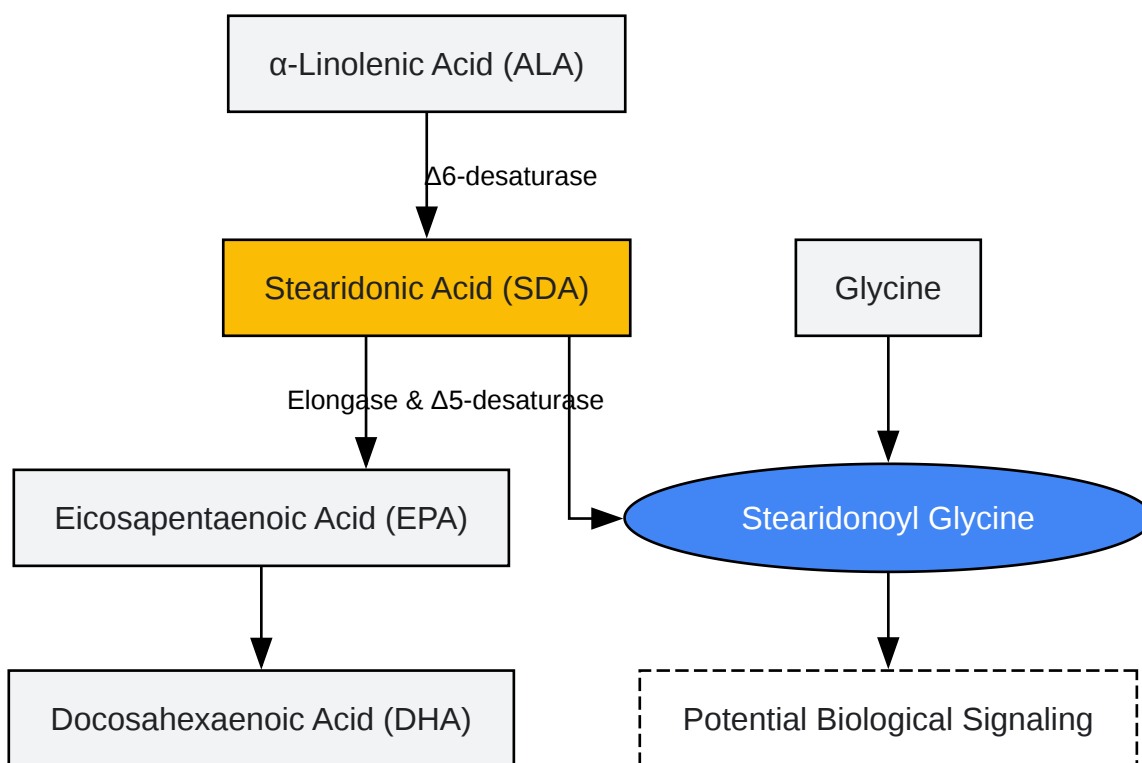 α-Linolenic Acid (ALA)
Δ6-desaturase
Stearidonic Acid (SDA)
Glycine
Elongase & Δ5-desaturase
Eicosapentaenoic Acid (EPA)
Stearidonoyl Glycine
Docosahexaenoic Acid (DHA)
Potential Biological Signaling